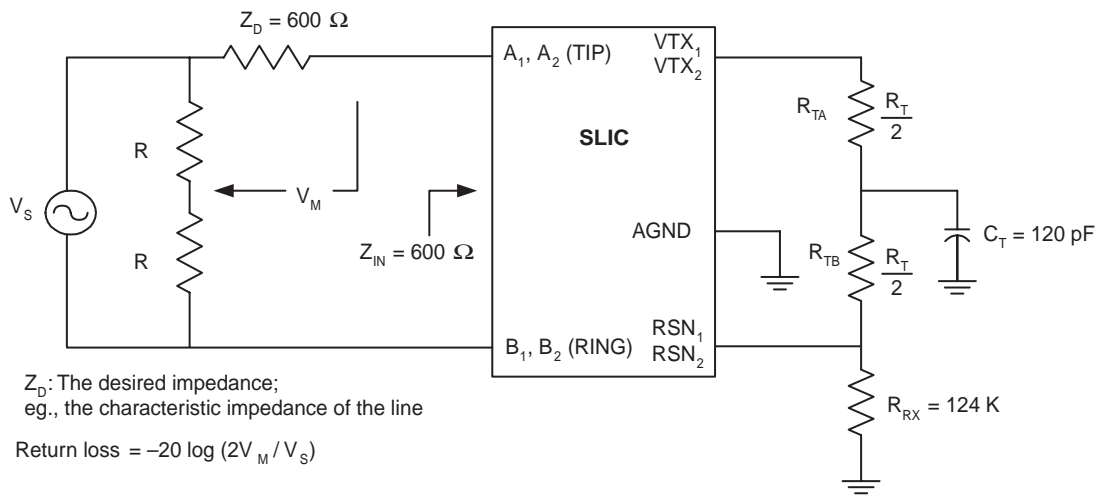 Z_D = 600 Ω
A₁, A₂ (TIP)
VTX₁
VTX₂
R_TA
R_T
2
SLIC
R
V_M
V_S
Z_IN = 600 Ω
AGND
R
R_TB
R_T
2
C_T = 120 pF
B₁, B₂ (RING)
RSN₁
RSN₂
Z_D: The desired impedance;
eg., the characteristic impedance of the line
R_RX = 124 K
Return loss = –20 log (2V_M / V_S)